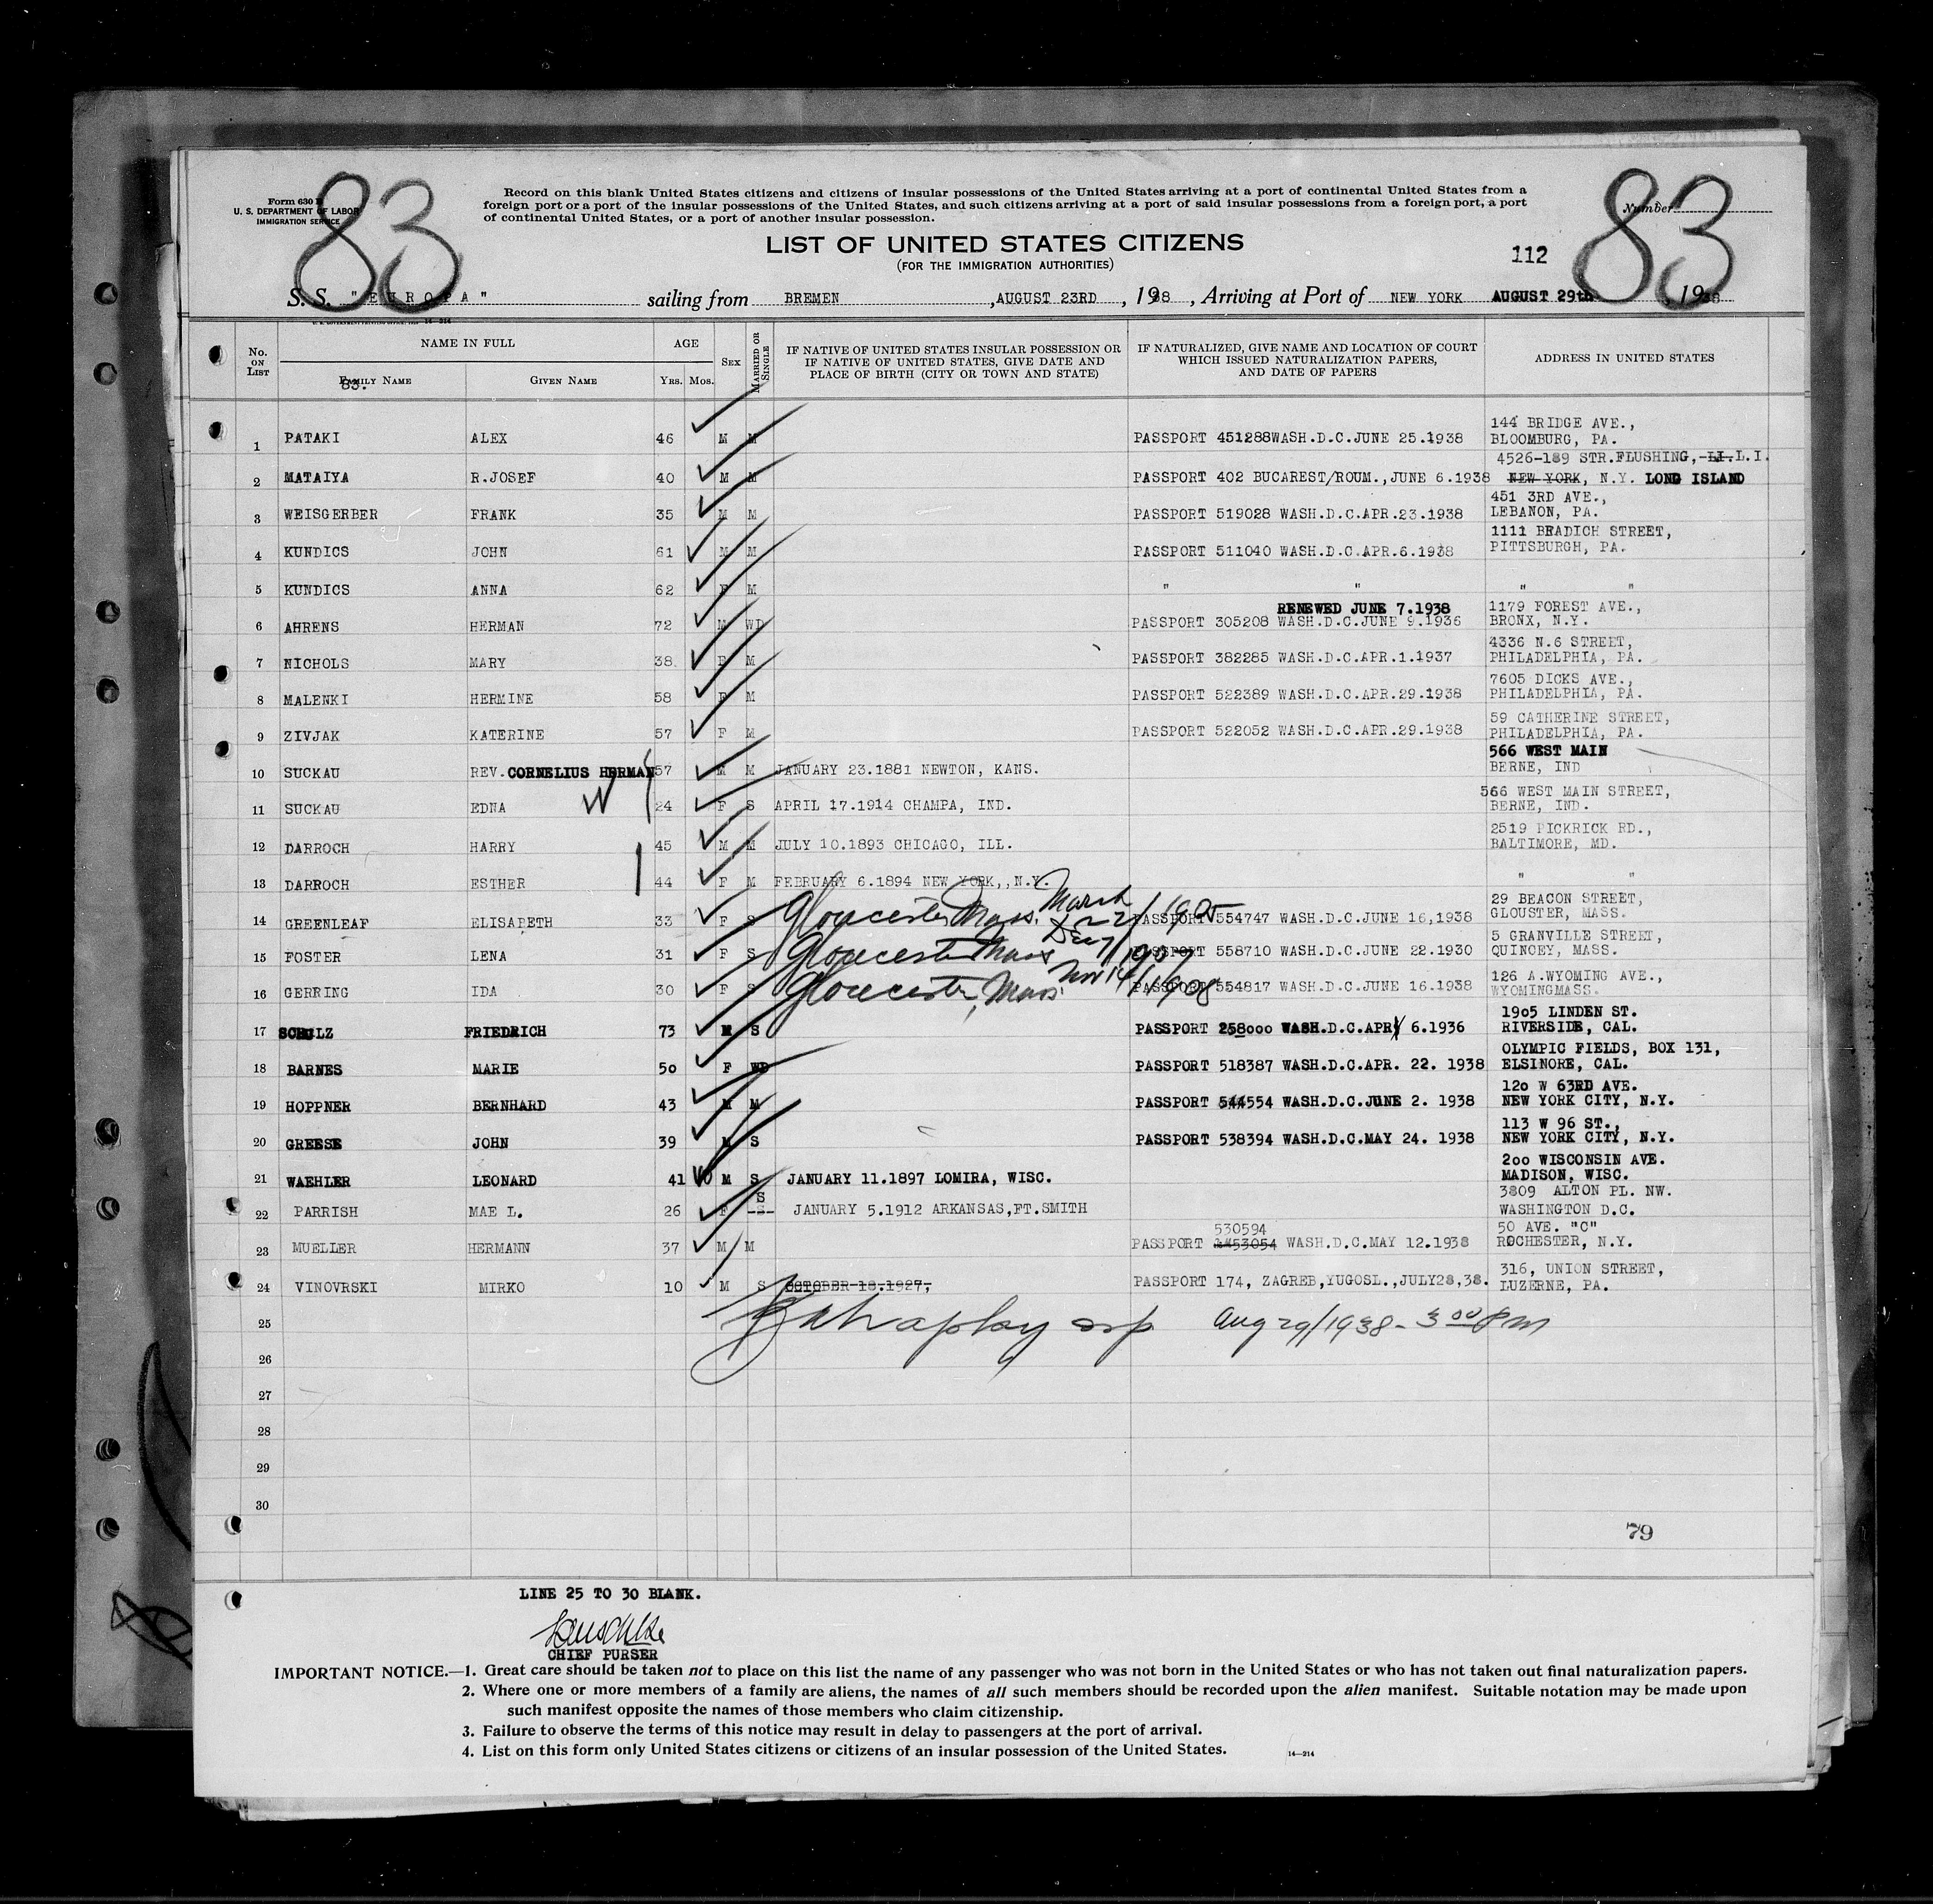 83
83
Form 630 B
U. S. DEPARTMENT OF LABOR
IMMIGRATION SERVICE
Record on this blank United States citizens and citizens of insular possessions of the United States arriving at a port of continental United States from a
foreign port or a port of the insular possessions of the United States, and such citizens arriving at a port of said insular possessions from a foreign port, a port
of continental United States, or a port of another insular possession.
Number
LIST OF UNITED STATES CITIZENS
(FOR THE IMMIGRATION AUTHORITIES)
112
S. S. "EUROPA" sailing from BREMEN, AUGUST 23RD, 1938, Arriving at Port of NEW YORK AUGUST 29th, 1938
U. S. GOVERNMENT PRINTING OFFICE 14—214
No. ON LIST
NAME IN FULL
FAMILY NAME
83.
GIVEN NAME
AGE
YRS. MOS.
SEX
MARRIED OR SINGLE
IF NATIVE OF UNITED STATES INSULAR POSSESSION OR
IF NATIVE OF UNITED STATES, GIVE DATE AND
PLACE OF BIRTH (CITY OR TOWN AND STATE)
IF NATURALIZED, GIVE NAME AND LOCATION OF COURT
WHICH ISSUED NATURALIZATION PAPERS,
AND DATE OF PAPERS
ADDRESS IN UNITED STATES
144 BRIDGE AVE.,
1 PATAKI ALEX 46 M M PASSPORT 451288WASH.D.C.JUNE 25.1938 BLOOMBURG, PA.
4526-189 STR.FLUSHING,-LI.L.I.
2 MATAIYA R.JOSEF 40 M M PASSPORT 402 BUCAREST/ROUM.,JUNE 6.1938 NEW YORK, N.Y. LONG ISLAND
451 3RD AVE.,
3 WEISGERBER FRANK 35 M M PASSPORT 519028 WASH.D.C.APR.23.1938 LEBANON, PA.
1111 BRADICH STREET,
4 KUNDICS JOHN 61 M M PASSPORT 511040 WASH.D.C.APR.6.1938 PITTSBURGH, PA.
5 KUNDICS ANNA 62 F M " " " "
RENEWED JUNE 7.1938 1179 FOREST AVE.,
6 AHRENS HERMAN 72 M WD PASSPORT 305208 WASH.D.C.JUNE 9.1936 BRONX, N.Y.
4336 N.6 STREET,
7 NICHOLS MARY 38. F M PASSPORT 382285 WASH.D.C.APR.1.1937 PHILADELPHIA, PA.
7605 DICKS AVE.,
8 MALENKI HERMINE 58 F M PASSPORT 522389 WASH.D.C.APR.29.1938 PHILADELPHIA, PA.
59 CATHERINE STREET,
9 ZIVJAK KATERINE 57 F M PASSPORT 522052 WASH.D.C.APR.29.1938 PHILADELPHIA, PA.
566 WEST MAIN
10 SUCKAU REV.CORNELIUS HERMAN 57 M M JANUARY 23.1881 NEWTON, KANS. BERNE, IND
566 WEST MAIN STREET,
11 SUCKAU EDNA 24 F S APRIL 17.1914 CHAMPA, IND. BERNE, IND.
2519 PICKRICK RD.,
12 DARROCH HARRY 45 M M JULY 10.1893 CHICAGO, ILL. BALTIMORE, MD.
13 DARROCH ESTHER 44 F M FEBRUARY 6.1894 NEW YORK,,N.Y. " "
29 BEACON STREET,
14 GREENLEAF ELISABETH 33 F S Gloucester Mass. March 22/1905 PASSPORT 554747 WASH.D.C.JUNE 16,1938 GLOUSTER, MASS.
5 GRANVILLE STREET,
15 FOSTER LENA 31 F S Gloucester Mass Dec 7/1907 PASSPORT 558710 WASH.D.C.JUNE 22.1930 QUINCEY, MASS.
126 A.WYOMING AVE.,
16 GERRING IDA 30 F S Gloucester, Mass. Nov 14/1908 PASSPORT 554817 WASH.D.C.JUNE 16.1938 WYOMINGMASS.
1905 LINDEN ST.
17 SCHULZ FRIEDRICH 73 M S PASSPORT 258000 WASH.D.C.APR 6.1936 RIVERSIDE, CAL.
OLYMPIC FIELDS, BOX 131,
18 BARNES MARIE 50 F WD PASSPORT 518387 WASH.D.C.APR. 22. 1938 ELSINORE, CAL.
120 W 63RD AVE.
19 HOPPNER BERNHARD 43 M M PASSPORT 544554 WASH.D.C.JUNE 2. 1938 NEW YORK CITY, N.Y.
113 W 96 ST.,
20 GREESE JOHN 39 M S PASSPORT 538394 WASH.D.C.MAY 24. 1938 NEW YORK CITY, N.Y.
200 WISCONSIN AVE.
21 WAEHLER LEONARD 41 M S JANUARY 11.1897 LOMIRA, WISC. MADISON, WISC.
S 3809 ALTON PL. NW.
22 PARRISH MAE L. 26 F -S- JANUARY 5.1912 ARKANSAS,FT.SMITH WASHINGTON D.C.
530594 50 AVE. "C"
23 MUELLER HERMANN 37 M M PASSPORT 53054 WASH.D.C.MAY 12.1938 ROCHESTER, N.Y.
316, UNION STREET,
24 VINOVRSKI MIRKO 10 M S OCTOBER 18.1927, PASSPORT 174, ZAGREB,YUGOSL.,JULY28,38. LUZERNE, PA.
25 Aug 29/1938 - 3 00 PM
26
27
28
29
30
79
LINE 25 TO 30 BLANK.
CHIEF PURSER
IMPORTANT NOTICE.—1. Great care should be taken not to place on this list the name of any passenger who was not born in the United States or who has not taken out final naturalization papers.
2. Where one or more members of a family are aliens, the names of all such members should be recorded upon the alien manifest. Suitable notation may be made upon
such manifest opposite the names of those members who claim citizenship.
3. Failure to observe the terms of this notice may result in delay to passengers at the port of arrival.
4. List on this form only United States citizens or citizens of an insular possession of the United States.
14—214